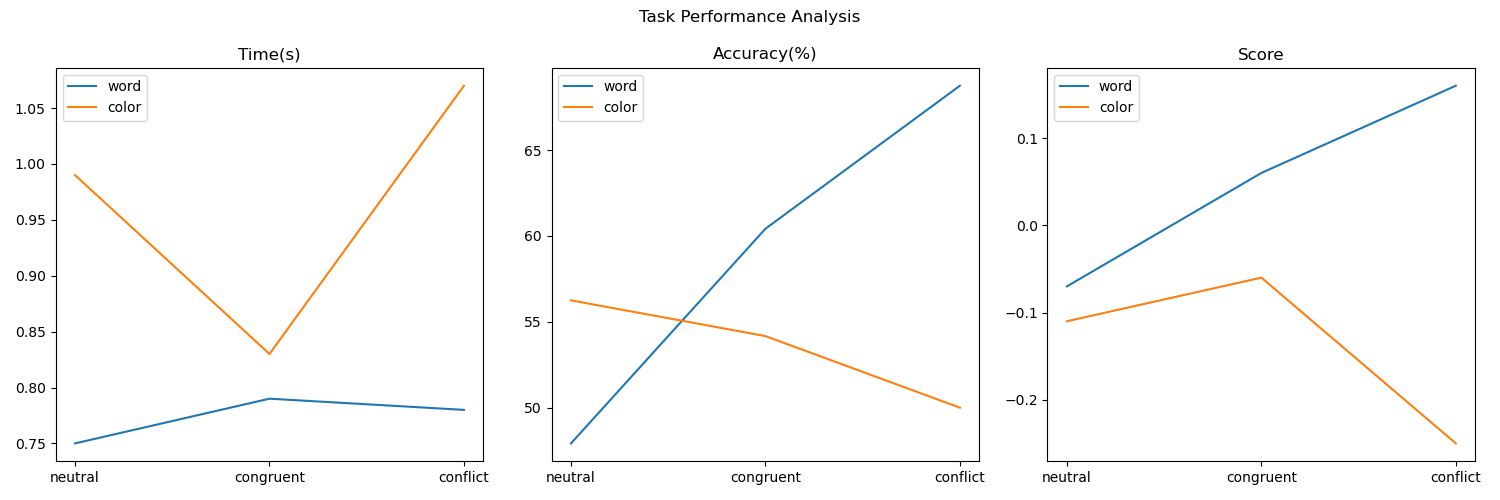 Task Performance Analysis
Time(s)
word
color
1.05
1.00
0.95
0.90
0.85
0.80
0.75
neutral
congruent
conflict
Accuracy(%)
word
color
65
60
55
50
neutral
congruent
conflict
Score
word
color
0.1
0.0
−0.1
−0.2
neutral
congruent
conflict